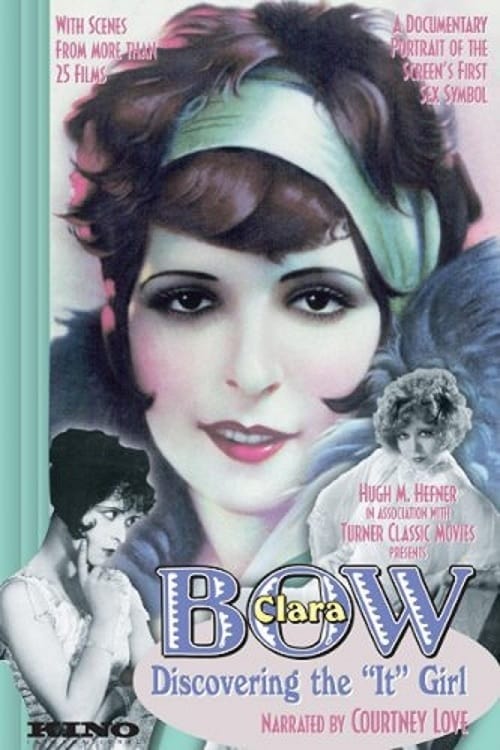 With Scenes
From more than
25 Films
A Documentary
Portrait of the
Screen's First
Sex Symbol
Hugh M. Hefner
in association with
Turner Classic Movies
presents
BOW
Clara
Discovering the "It" Girl
Narrated by Courtney Love
KINO
INTERNATIONAL